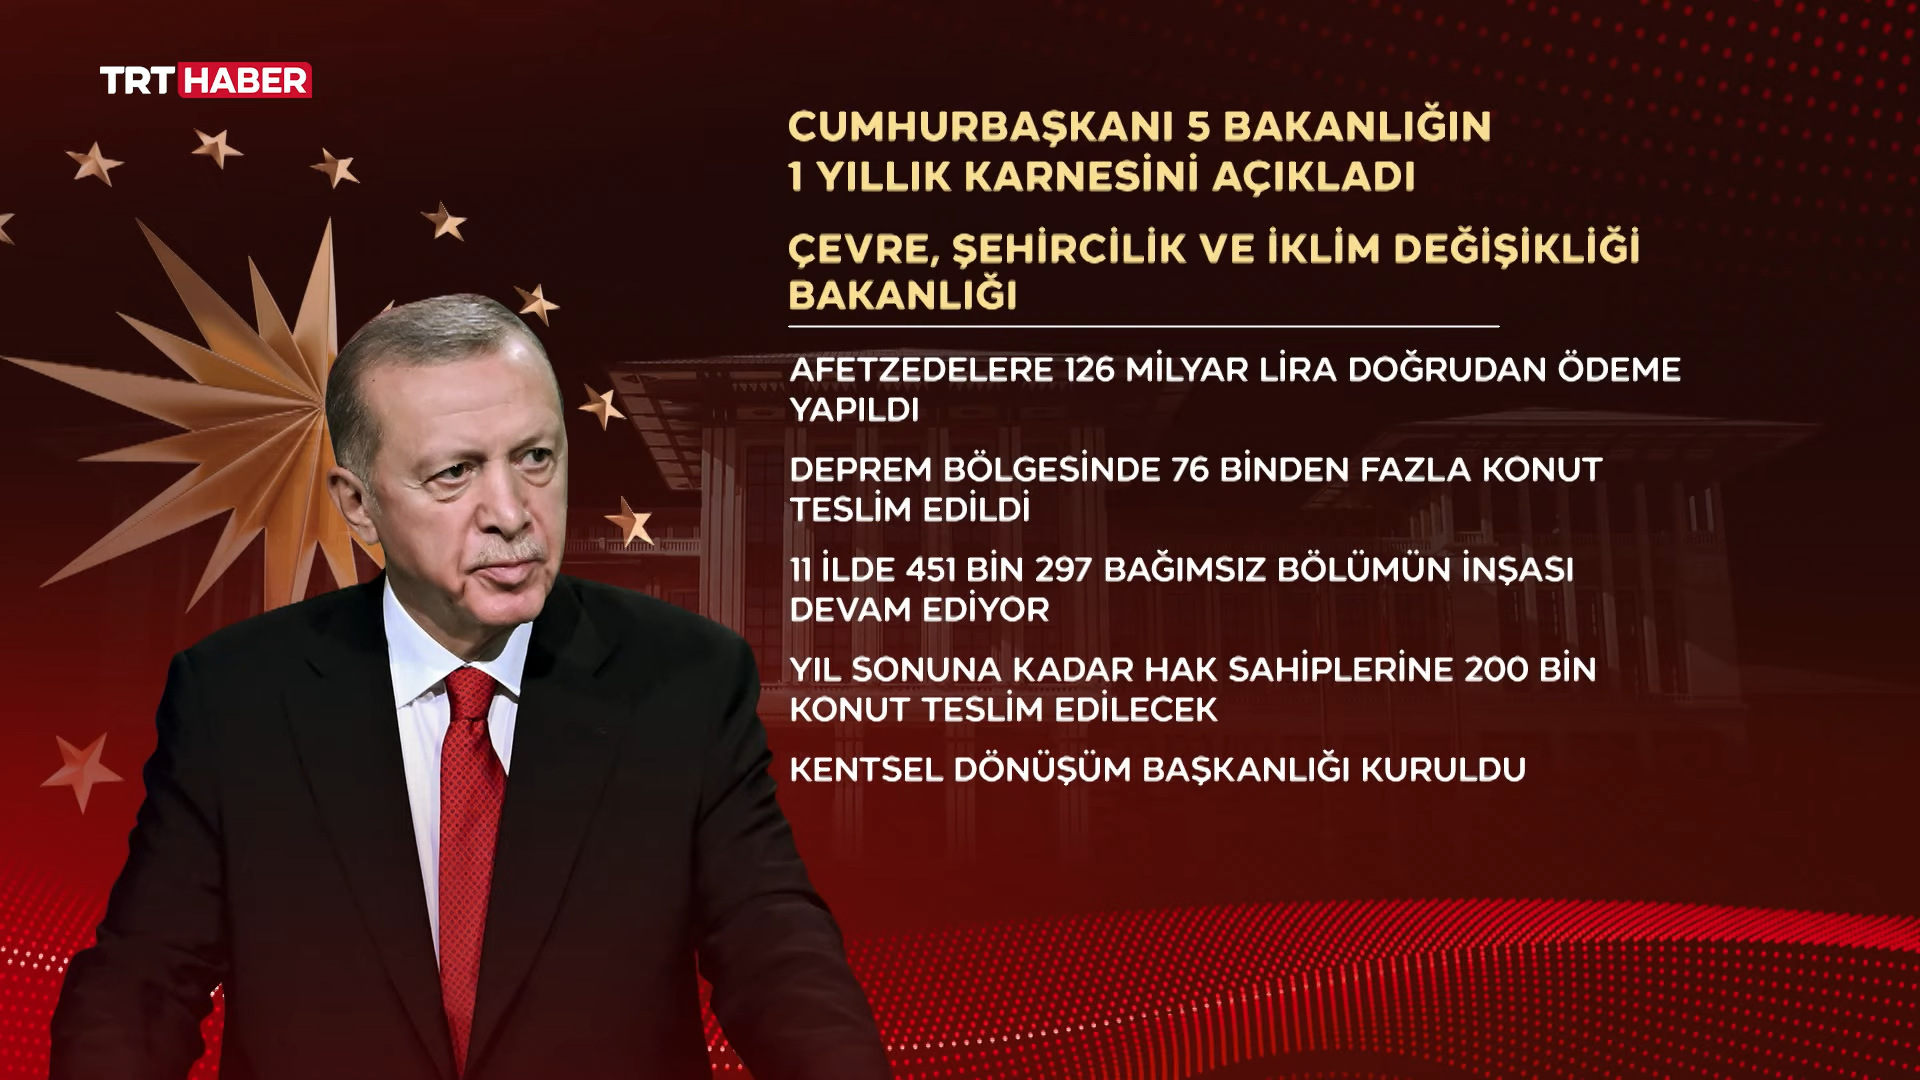 TRT HABER
CUMHURBAŞKANI 5 BAKANLIĞIN
1 YILLIK KARNESİNİ AÇIKLADI
ÇEVRE, ŞEHİRCİLİK VE İKLİM DEĞİŞİKLİĞİ
BAKANLIĞI
AFETZEDELERE 126 MİLYAR LİRA DOĞRUDAN ÖDEME
YAPILDI
DEPREM BÖLGESİNDE 76 BİNDEN FAZLA KONUT
TESLİM EDİLDİ
11 İLDE 451 BİN 297 BAĞIMSIZ BÖLÜMÜN İNŞASI
DEVAM EDİYOR
YIL SONUNA KADAR HAK SAHİPLERİNE 200 BİN
KONUT TESLİM EDİLECEK
KENTSEL DÖNÜŞÜM BAŞKANLIĞI KURULDU